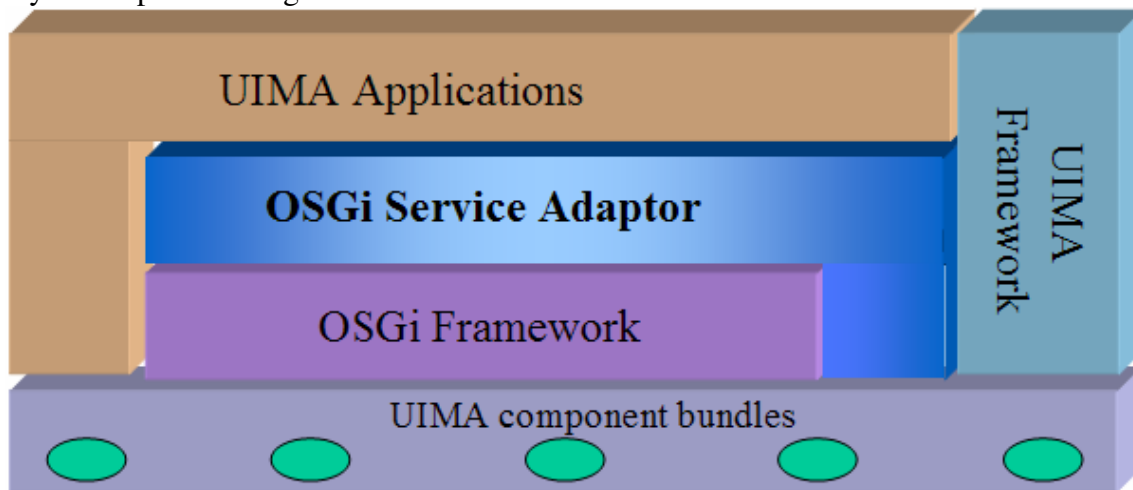 UIMA Applications
UIMA
Framework
OSGi Service Adaptor
OSGi Framework
UIMA component bundles